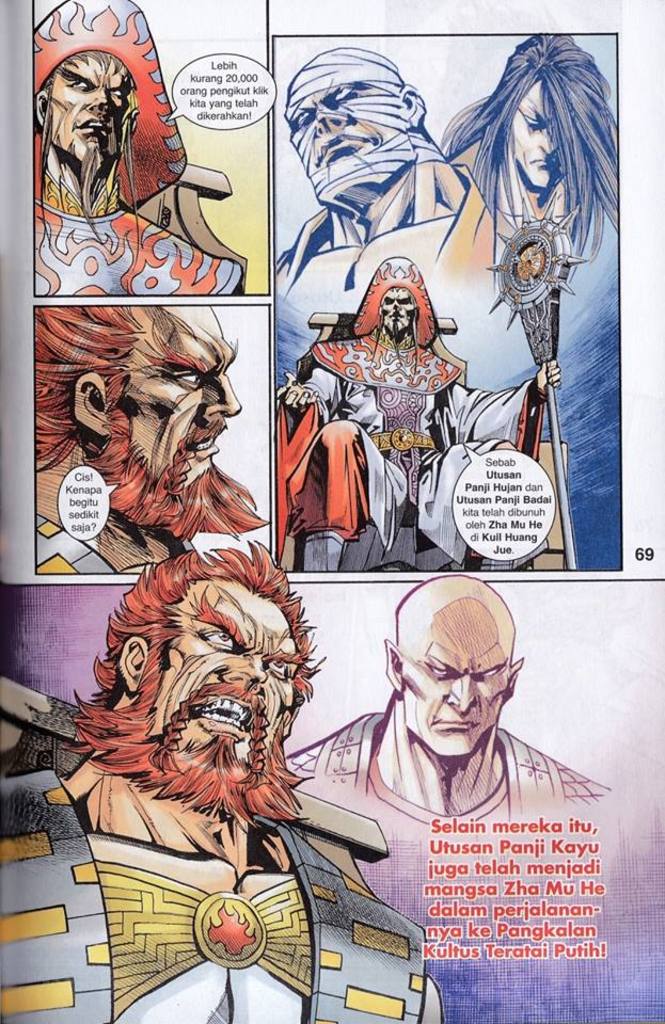 Lebih
kurang 20,000
orang pengikut klik
kita yang telah
dikerahkan!
Cis!
Kenapa
begitu
sedikit
saja?
Sebab
Utusan
Panji Hujan dan
Utusan Panji Badai
kita telah dibunuh
oleh Zha Mu He
di Kuil Huang
Jue.
69
Selain mereka itu,
Utusan Panji Kayu
juga telah menjadi
mangsa Zha Mu He
dalam perjalanan-
nya ke Pangkalan
Kultus Teratai Putih!